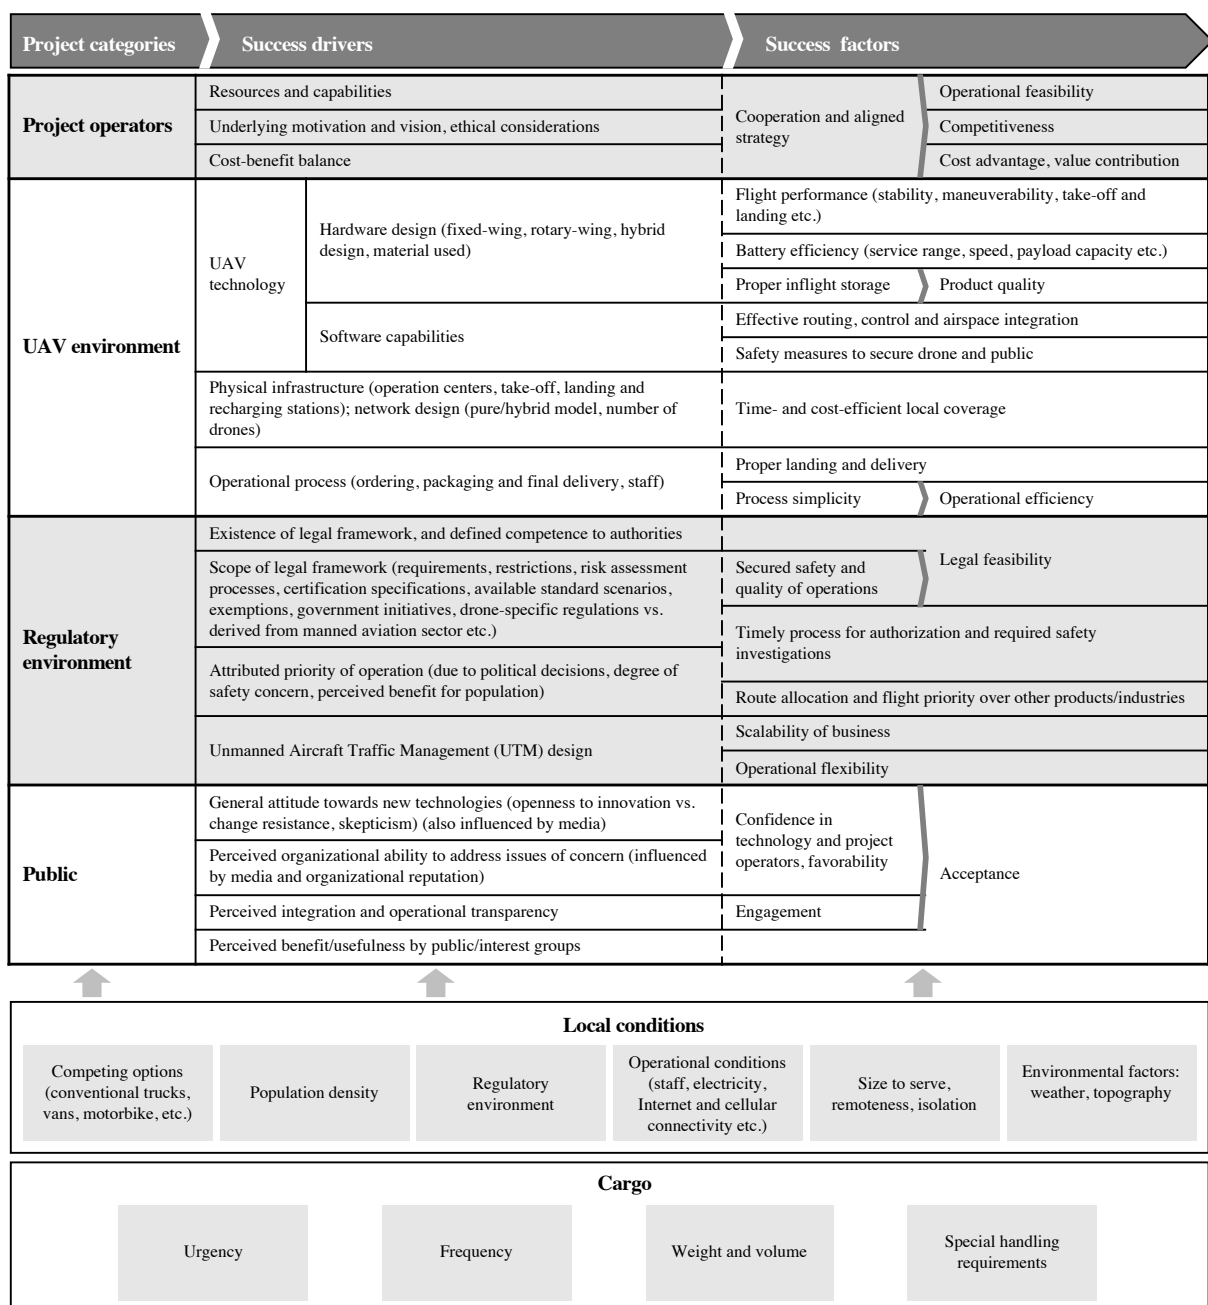 Project categories
Success drivers
Success factors
Project operators
Resources and capabilities
Underlying motivation and vision, ethical considerations
Cost-benefit balance
Cooperation and aligned
strategy
Operational feasibility
Competitiveness
Cost advantage, value contribution
UAV environment
UAV
technology
Hardware design (fixed-wing, rotary-wing, hybrid
design, material used)
Flight performance (stability, maneuverability, take-off and
landing etc.)
Battery efficiency (service range, speed, payload capacity etc.)
Proper inflight storage
Product quality
Software capabilities
Effective routing, control and airspace integration
Safety measures to secure drone and public
Physical infrastructure (operation centers, take-off, landing and
recharging stations); network design (pure/hybrid model, number of
drones)
Time- and cost-efficient local coverage
Operational process (ordering, packaging and final delivery, staff)
Proper landing and delivery
Process simplicity
Operational efficiency
Regulatory
environment
Existence of legal framework, and defined competence to authorities
Scope of legal framework (requirements, restrictions, risk assessment
processes, certification specifications, available standard scenarios,
exemptions, government initiatives, drone-specific regulations vs.
derived from manned aviation sector etc.)
Secured safety and
quality of operations
Legal feasibility
Timely process for authorization and required safety
investigations
Attributed priority of operation (due to political decisions, degree of
safety concern, perceived benefit for population)
Route allocation and flight priority over other products/industries
Unmanned Aircraft Traffic Management (UTM) design
Scalability of business
Operational flexibility
Public
General attitude towards new technologies (openness to innovation vs.
change resistance, skepticism) (also influenced by media)
Perceived organizational ability to address issues of concern (influenced
by media and organizational reputation)
Perceived integration and operational transparency
Perceived benefit/usefulness by public/interest groups
Confidence in
technology and project
operators, favorability
Engagement
Acceptance
Local conditions
Competing options
(conventional trucks,
vans, motorbike, etc.)
Population density
Regulatory
environment
Operational conditions
(staff, electricity,
Internet and cellular
connectivity etc.)
Size to serve,
remoteness, isolation
Environmental factors:
weather, topography
Cargo
Urgency
Frequency
Weight and volume
Special handling
requirements